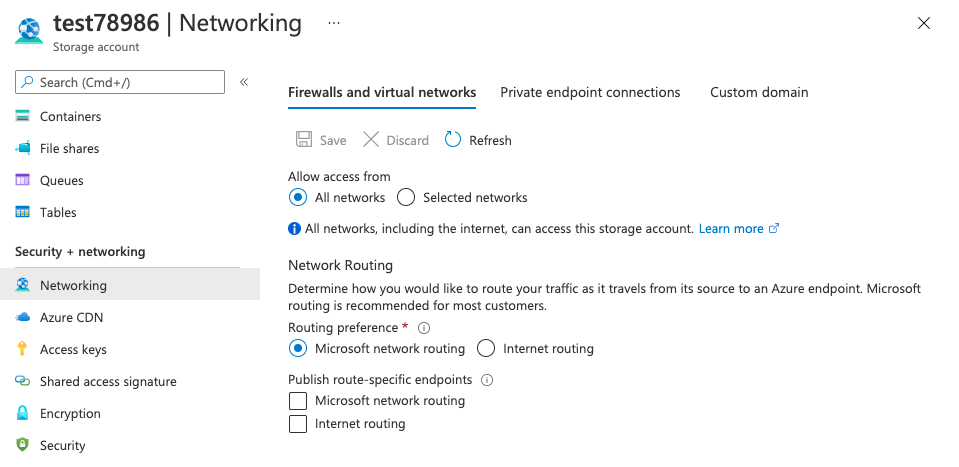 test78986 | Networking ...
Storage account
Search (Cmd+/)
«
Containers
File shares
Queues
Tables
Security + networking
Networking
Azure CDN
Access keys
Shared access signature
Encryption
Security
Firewalls and virtual networks Private endpoint connections Custom domain
Save Discard Refresh
Allow access from
All networks Selected networks
All networks, including the internet, can access this storage account. Learn more
Network Routing
Determine how you would like to route your traffic as it travels from its source to an Azure endpoint. Microsoft
routing is recommended for most customers.
Routing preference *
Microsoft network routing Internet routing
Publish route-specific endpoints
Microsoft network routing
Internet routing